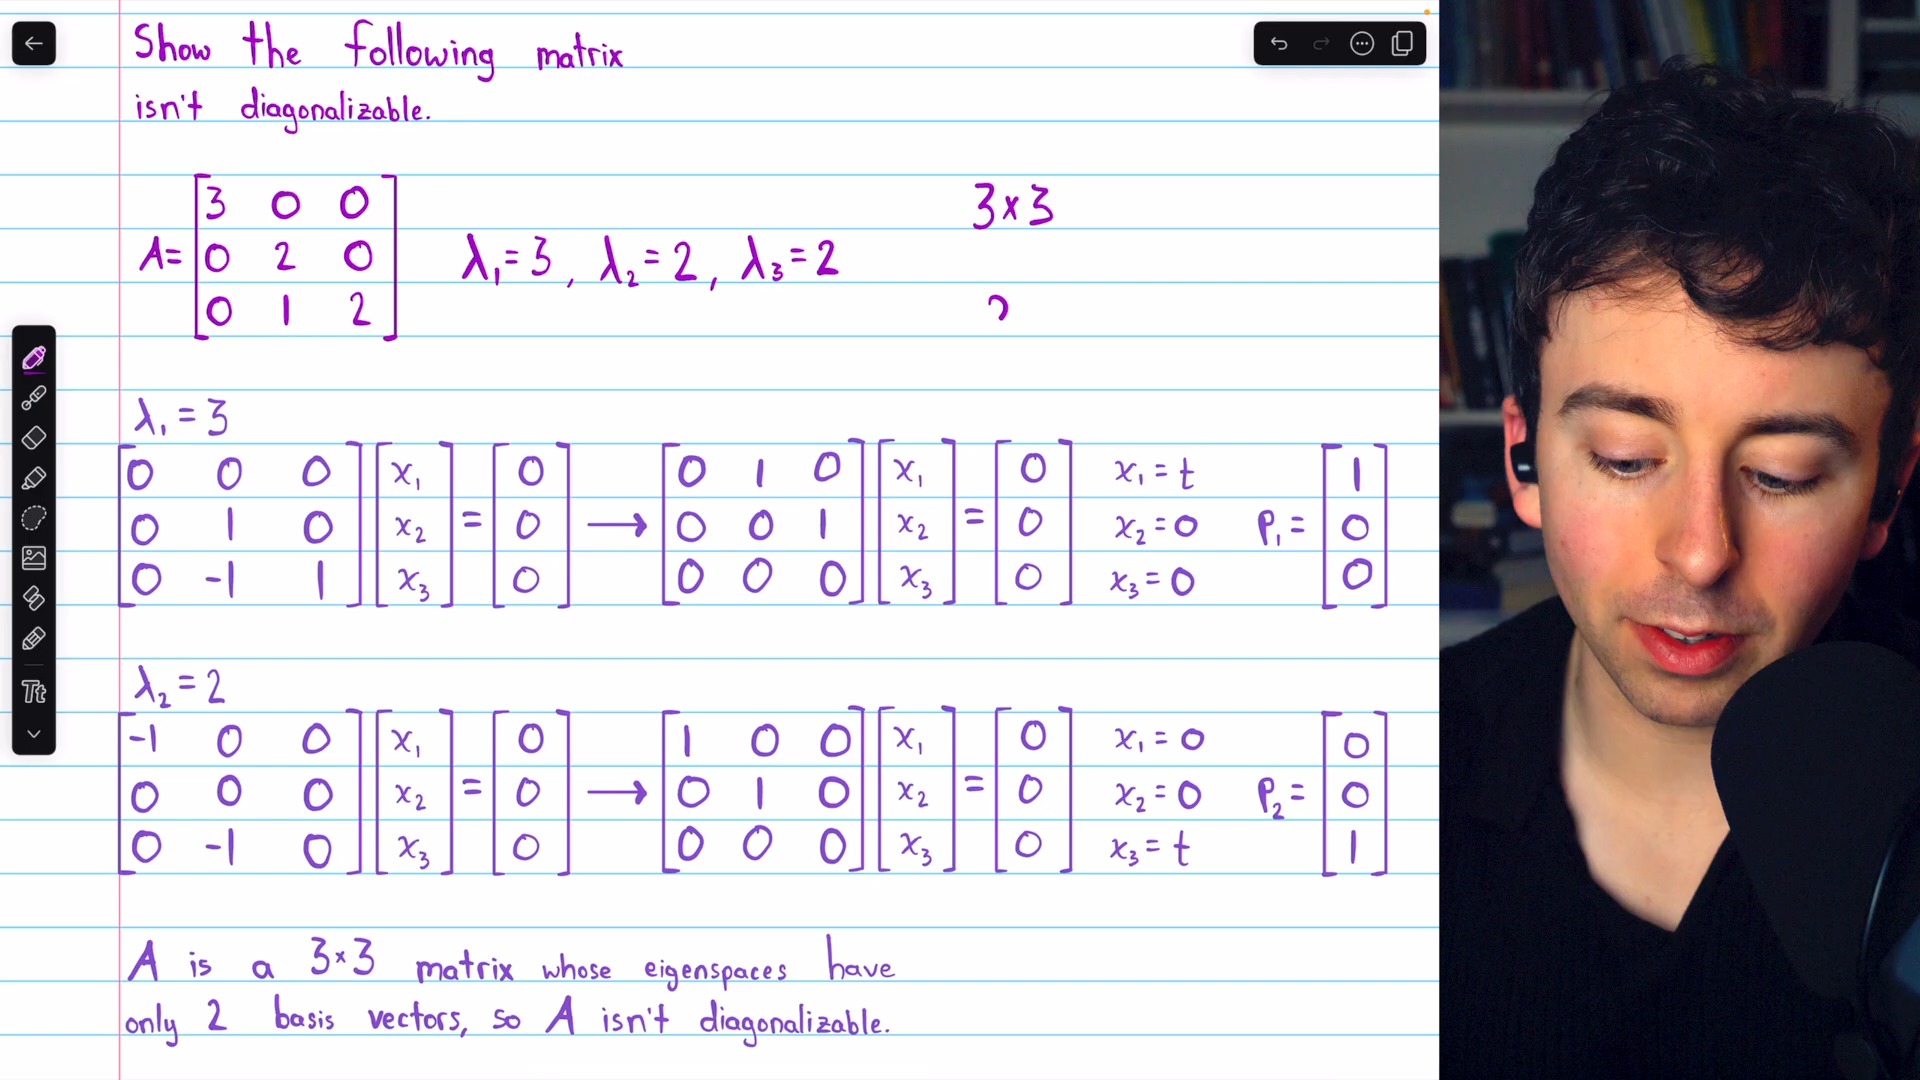 Show the following matrix
isn't diagonalizable.
3 0 0
A= 0 2 0
0 1 2
λ₁=3, λ₂=2, λ₃=2
3×3
λ₁=3
0 0 0 x₁ 0 0 1 0 x₁ 0 x₁=t 1
0 1 0 x₂ = 0 → 0 0 1 x₂ = 0 x₂=0 P₁= 0
0 -1 1 x₃ 0 0 0 0 x₃ 0 x₃=0 0
λ₂=2
-1 0 0 x₁ 0 1 0 0 x₁ 0 x₁=0 0
0 0 0 x₂ = 0 → 0 1 0 x₂ = 0 x₂=0 P₂= 0
0 -1 0 x₃ 0 0 0 0 x₃ 0 x₃=t 1
A is a 3×3 matrix whose eigenspaces have
only 2 basis vectors, so A isn't diagonalizable.
Tt